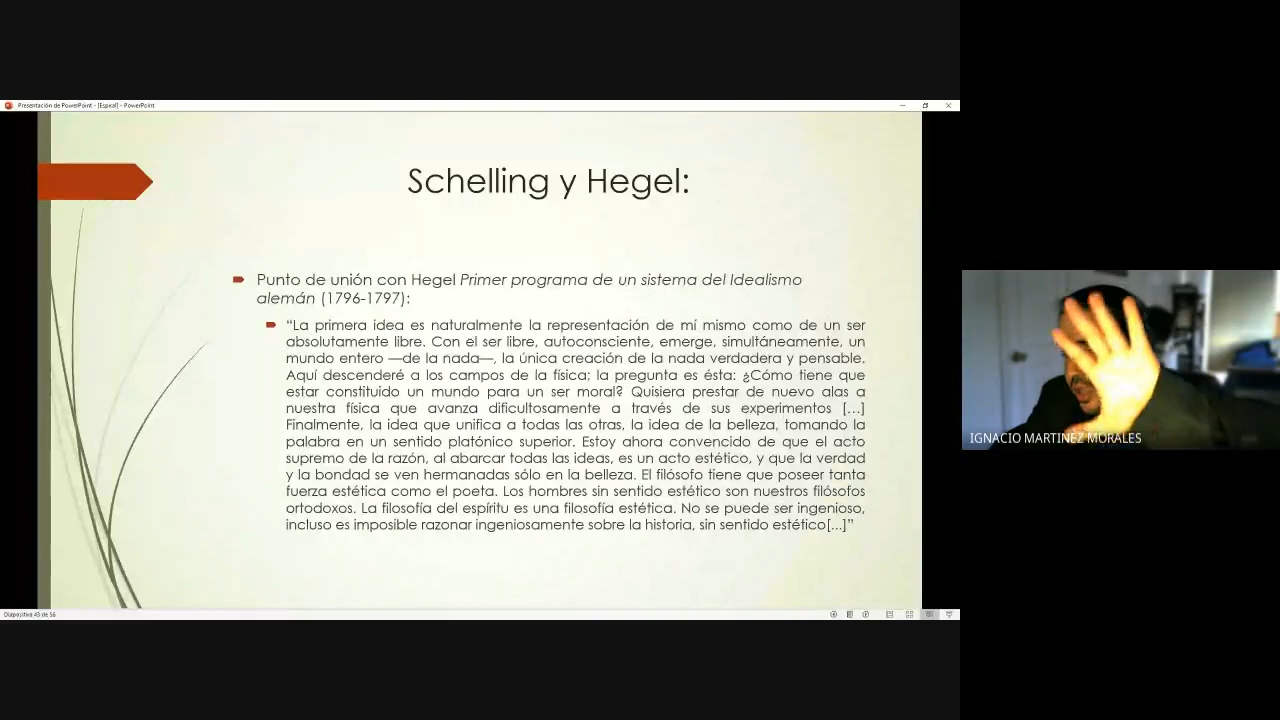 Presentación de PowerPoint - [Espiral] - PowerPoint
Schelling y Hegel:
Punto de unión con Hegel Primer programa de un sistema del Idealismo
alemán (1796-1797):
“La primera idea es naturalmente la representación de mí mismo como de un ser
absolutamente libre. Con el ser libre, autoconsciente, emerge, simultáneamente, un
mundo entero —de la nada—, la única creación de la nada verdadera y pensable.
Aquí descenderé a los campos de la física; la pregunta es ésta: ¿Cómo tiene que
estar constituido un mundo para un ser moral? Quisiera prestar de nuevo alas a
nuestra física que avanza dificultosamente a través de sus experimentos [...]
Finalmente, la idea que unifica a todas las otras, la idea de la belleza, tomando la
palabra en un sentido platónico superior. Estoy ahora convencido de que el acto
supremo de la razón, al abarcar todas las ideas, es un acto estético, y que la verdad
y la bondad se ven hermanadas sólo en la belleza. El filósofo tiene que poseer tanta
fuerza estética como el poeta. Los hombres sin sentido estético son nuestros filósofos
ortodoxos. La filosofía del espíritu es una filosofía estética. No se puede ser ingenioso,
incluso es imposible razonar ingeniosamente sobre la historia, sin sentido estético[...]”
IGNACIO MARTINEZ MORALES
Diapositiva 43 de 56